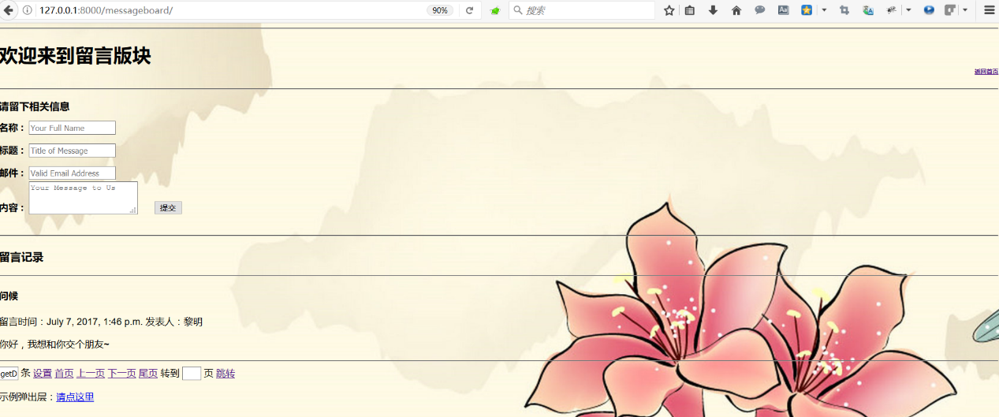 127.0.0.1:8000/messageboard/ 90% 搜索
欢迎来到留言版块
返回首页
请留下相关信息
名称： Your Full Name
标题： Title of Message
邮件： Valid Email Address
Your Message to Us
内容： 提交
留言记录
问候
留言时间：July 7, 2017, 1:46 p.m. 发表人：黎明
你好，我想和你交个朋友~
getD 条 设置 首页 上一页 下一页 尾页 转到 页 跳转
示例弹出层：请点这里